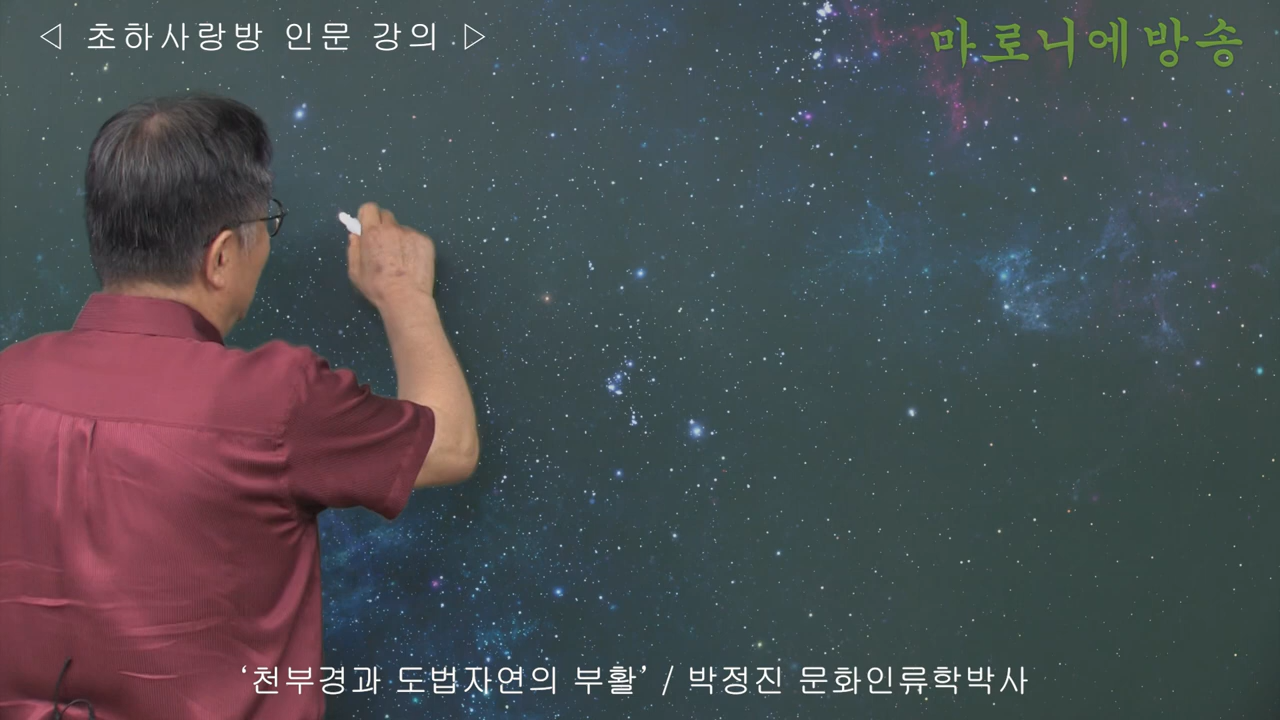 ◁ 초하사랑방 인문 강의 ▷
마로니에방송
‘천부경과 도법자연의 부활’ / 박정진 문화인류학박사